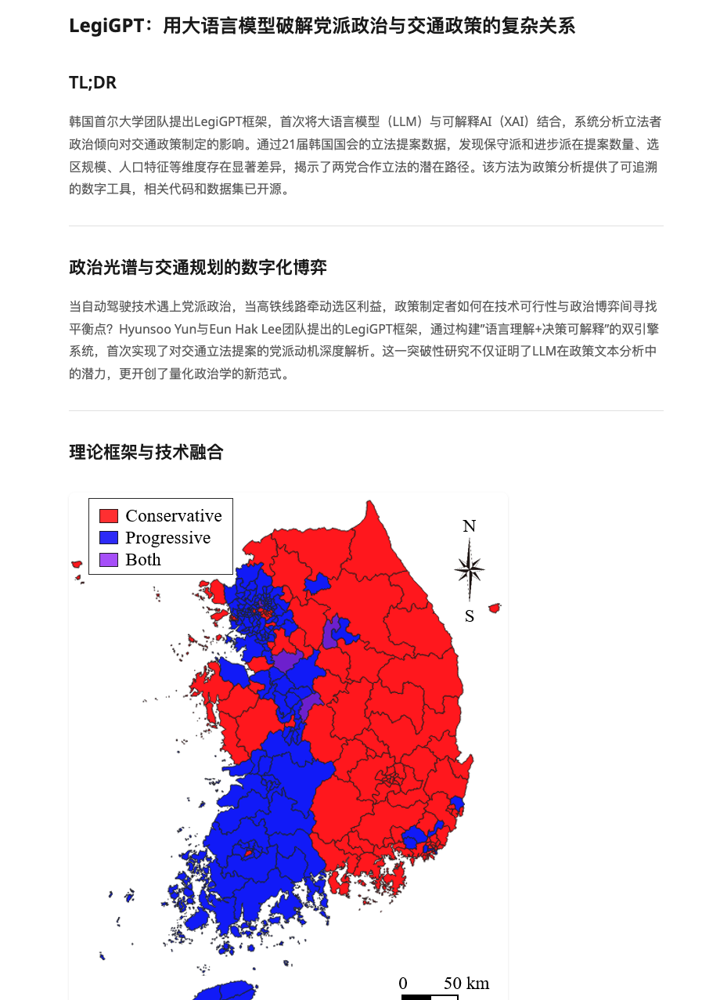 LegiGPT：用大语言模型破解党派政治与交通政策的复杂关系
TL;DR
韩国首尔大学团队提出LegiGPT框架，首次将大语言模型（LLM）与可解释AI（XAI）结合，系统分析立法者
政治倾向对交通政策制定的影响。通过21届韩国国会的立法提案数据，发现保守派和进步派在提案数量、选
区规模、人口特征等维度存在显著差异，揭示了两党合作立法的潜在路径。该方法为政策分析提供了可追溯
的数字工具，相关代码和数据集已开源。
政治光谱与交通规划的数字化博弈
当自动驾驶技术遇上党派政治，当高铁线路牵动选区利益，政策制定者如何在技术可行性与政治博弈间寻找
平衡点？Hyunsoo Yun与Eun Hak Lee团队提出的LegiGPT框架，通过构建”语言理解+决策可解释”的双引擎
系统，首次实现了对交通立法提案的党派动机深度解析。这一突破性研究不仅证明了LLM在政策文本分析中
的潜力，更开创了量化政治学的新范式。
理论框架与技术融合
Conservative
Progressive
Both
N
S
0 50 km